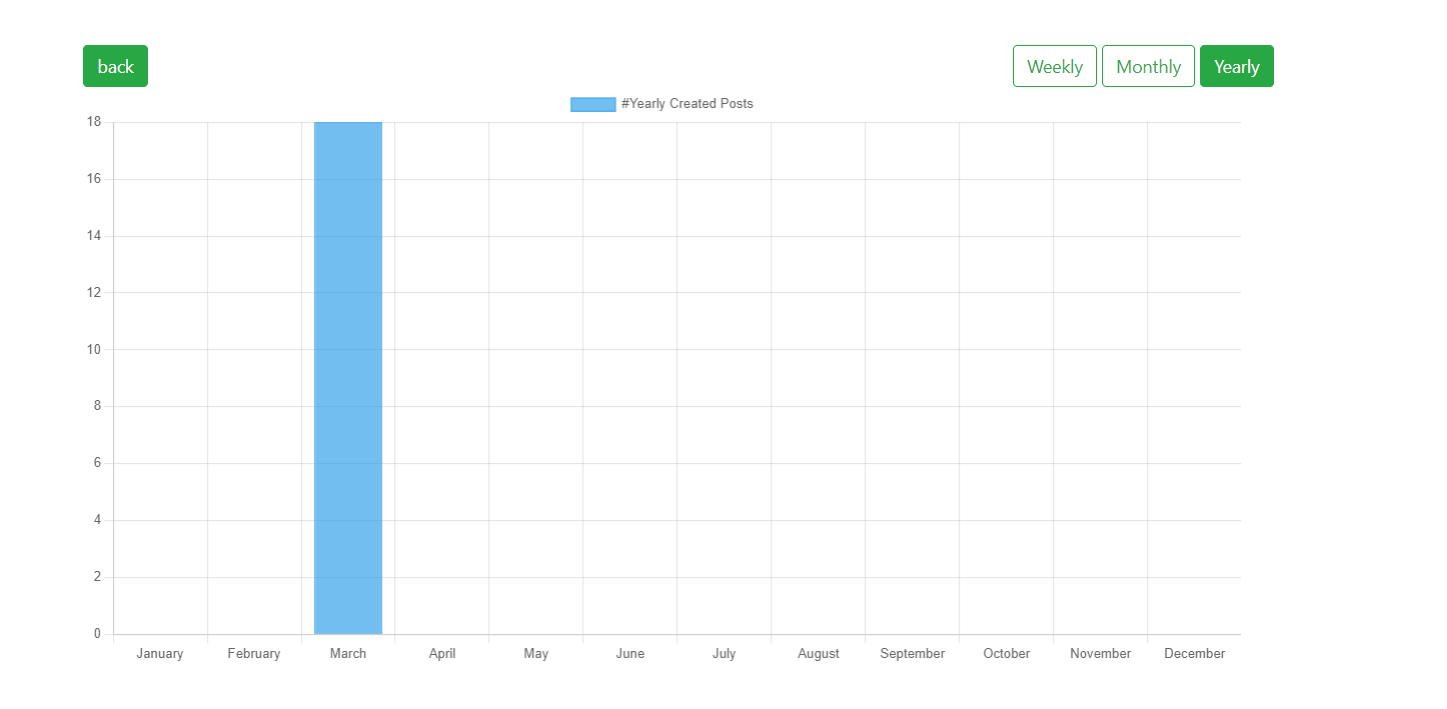 back
Weekly Monthly Yearly
#Yearly Created Posts
18
16
14
12
10
8
6
4
2
0
January February March April May June July August September October November December